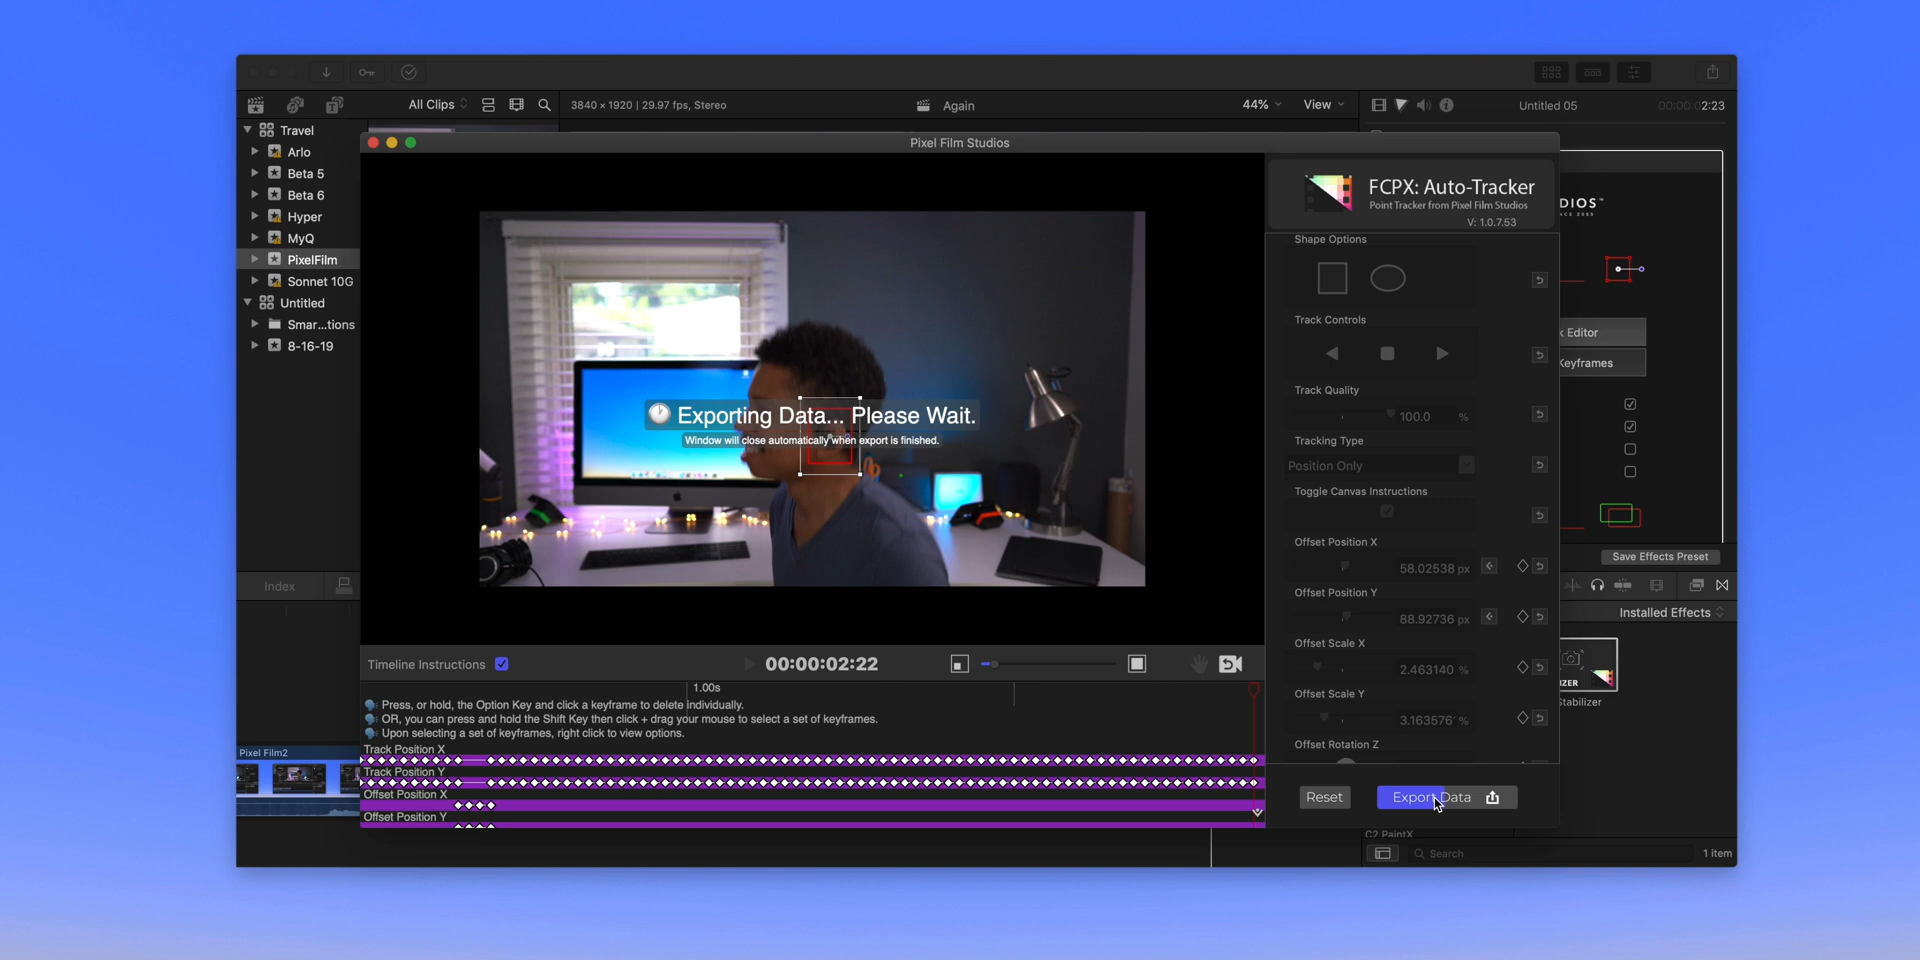 All Clips
3840 × 1920 | 29.97 fps, Stereo
Again
44%
View
Untitled 05
00:00:02:23
Travel
Arlo
Beta 5
Beta 6
Hyper
MyQ
PixelFilm
Sonnet 10G
Untitled
Smar...tions
8-16-19
Index
Pixel Film2
Pixel Film Studios
Exporting Data... Please Wait.
Window will close automatically when export is finished.
Timeline Instructions
00:00:02:22
1.00s
Press, or hold, the Option Key and click a keyframe to delete individually.
OR, you can press and hold the Shift Key then click + drag your mouse to select a set of keyframes.
Upon selecting a set of keyframes, right click to view options.
Track Position X
Track Position Y
Offset Position X
Offset Position Y
FCPX: Auto-Tracker
Point Tracker from Pixel Film Studios
V: 1.0.7.53
Shape Options
Track Controls
Track Quality
100.0 %
Tracking Type
Position Only
Toggle Canvas Instructions
Offset Position X
58.02538 px
Offset Position Y
88.92736 px
Offset Scale X
2.463140 %
Offset Scale Y
3.163576 %
Offset Rotation Z
Reset
Export Data
DIOS™
k Editor
Keyframes
Save Effects Preset
Installed Effects
IZER
Stabilizer
C2 PaintX
Search
1 item